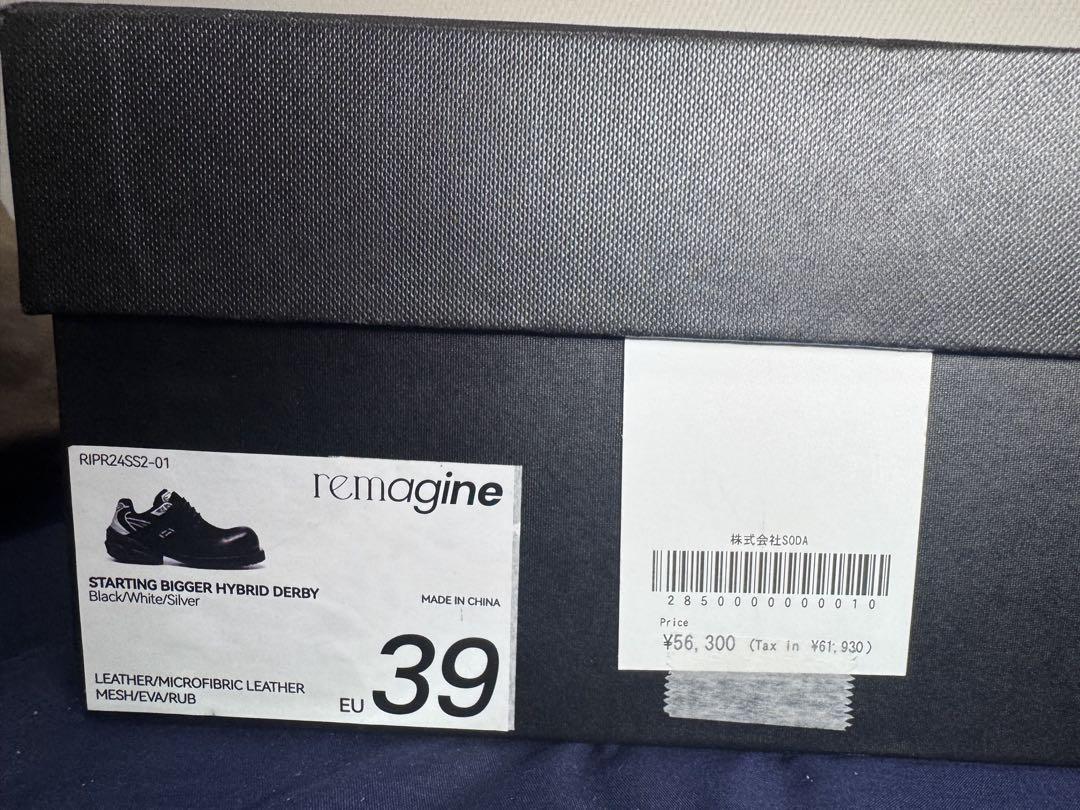 RIPR24SS2-01
remagine
STARTING BIGGER HYBRID DERBY
Black/White/Silver
MADE IN CHINA
LEATHER/MICROFIBRIC LEATHER
MESH/EVA/RUB
EU 39
株式会社SODA
2850000000010
Price
¥56,300 (Tax in ¥61,930)